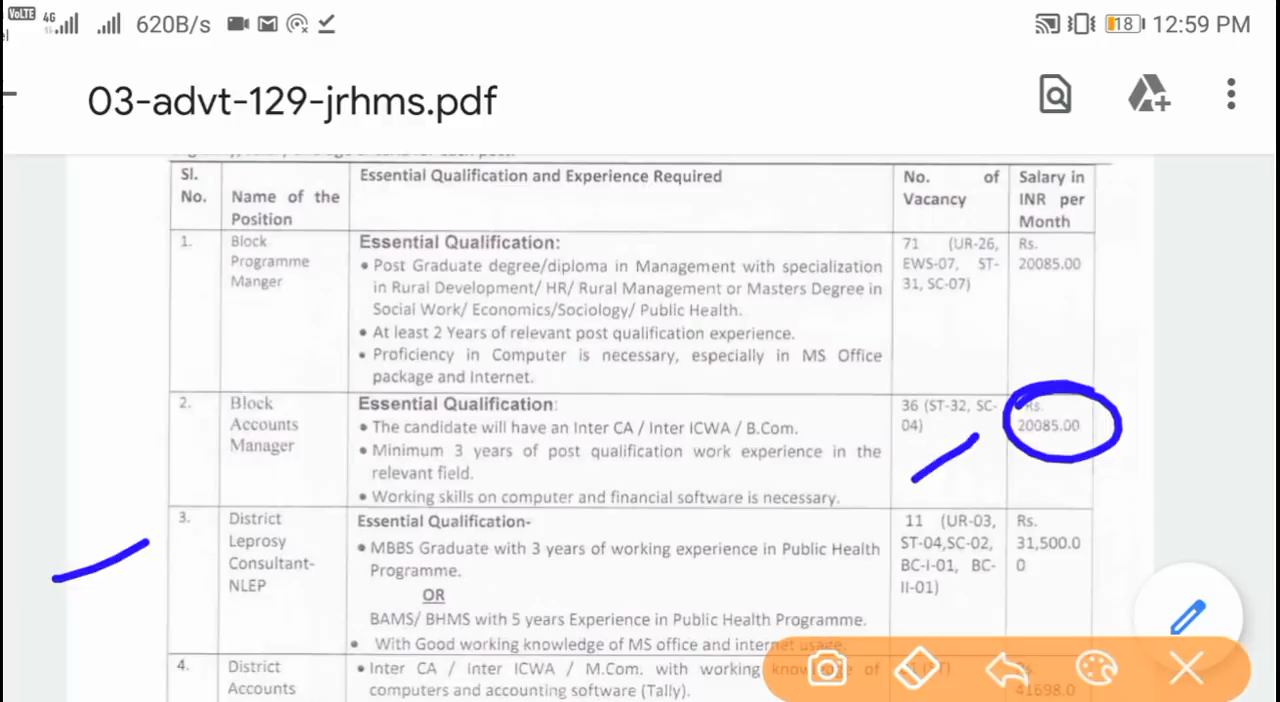 VoLTE 4G 620B/s 18 12:59 PM
03-advt-129-jrhms.pdf
Sl. No.
Name of the Position
Essential Qualification and Experience Required
No. of Vacancy
Salary in INR per Month
1.
Block
Programme
Manger
Essential Qualification:
• Post Graduate degree/diploma in Management with specialization
in Rural Development/ HR/ Rural Management or Masters Degree in
Social Work/ Economics/Sociology/ Public Health.
• At least 2 Years of relevant post qualification experience.
• Proficiency in Computer is necessary, especially in MS Office
package and Internet.
71 (UR-26,
EWS-07, ST-
31, SC-07)
Rs.
20085.00
2.
Block
Accounts
Manager
Essential Qualification:
• The candidate will have an Inter CA / Inter ICWA / B.Com.
• Minimum 3 years of post qualification work experience in the
relevant field.
• Working skills on computer and financial software is necessary.
36 (ST-32, SC-
04)
Rs.
20085.00
3.
District
Leprosy
Consultant-
NLEP
Essential Qualification-
• MBBS Graduate with 3 years of working experience in Public Health
Programme.
OR
BAMS/ BHMS with 5 years Experience in Public Health Programme.
• With Good working knowledge of MS office and internet usage.
11 (UR-03,
ST-04,SC-02,
BC-I-01, BC-
II-01)
Rs.
31,500.0
0
4.
District
Accounts
• Inter CA / Inter ICWA / M.Com. with working knowledge of
computers and accounting software (Tally).
Rs.
41698.0